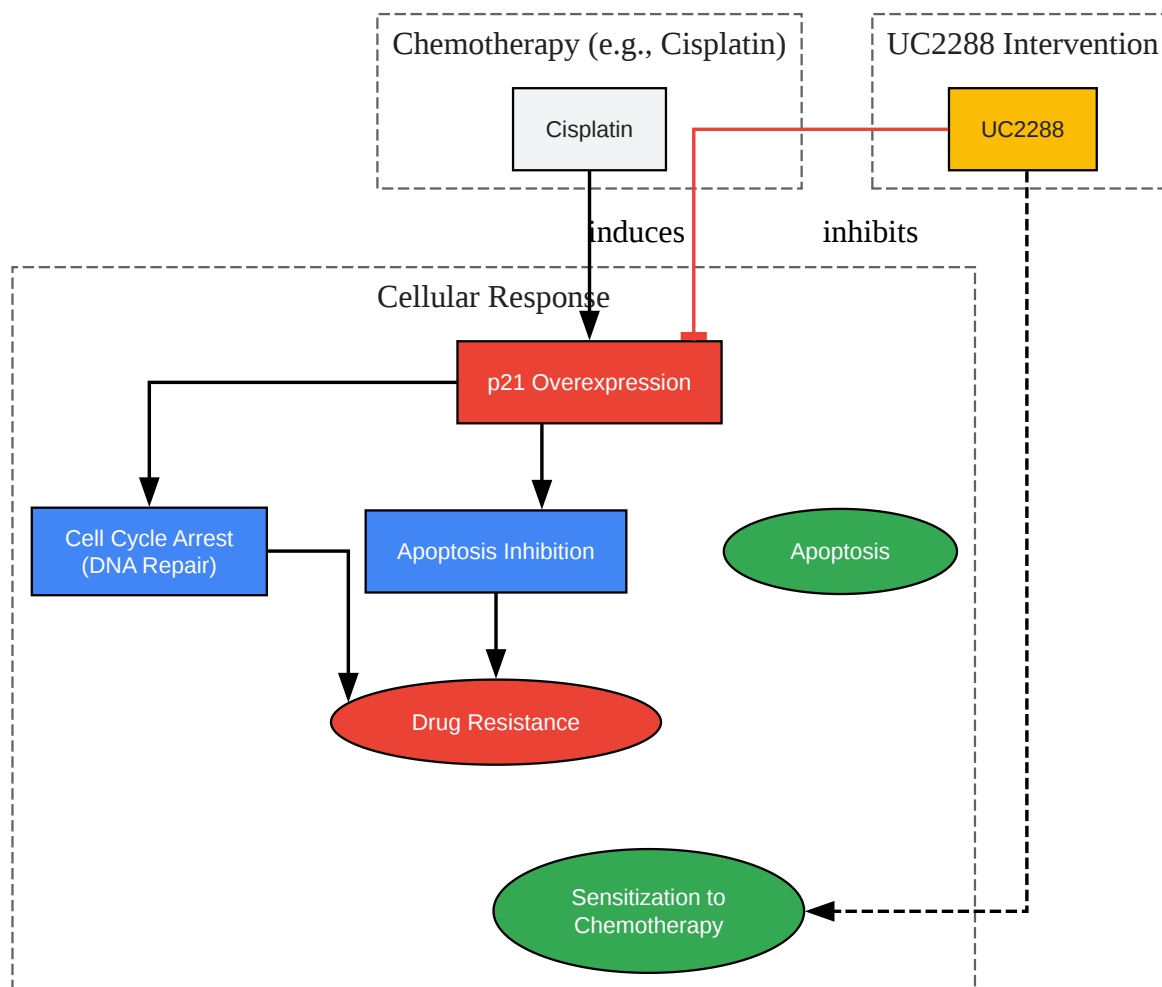 Chemotherapy (e.g., Cisplatin)
UC2288 Intervention
Cisplatin
UC2288
induces
inhibits
Cellular Response
p21 Overexpression
Cell Cycle Arrest
(DNA Repair)
Apoptosis Inhibition
Apoptosis
Drug Resistance
Sensitization to
Chemotherapy